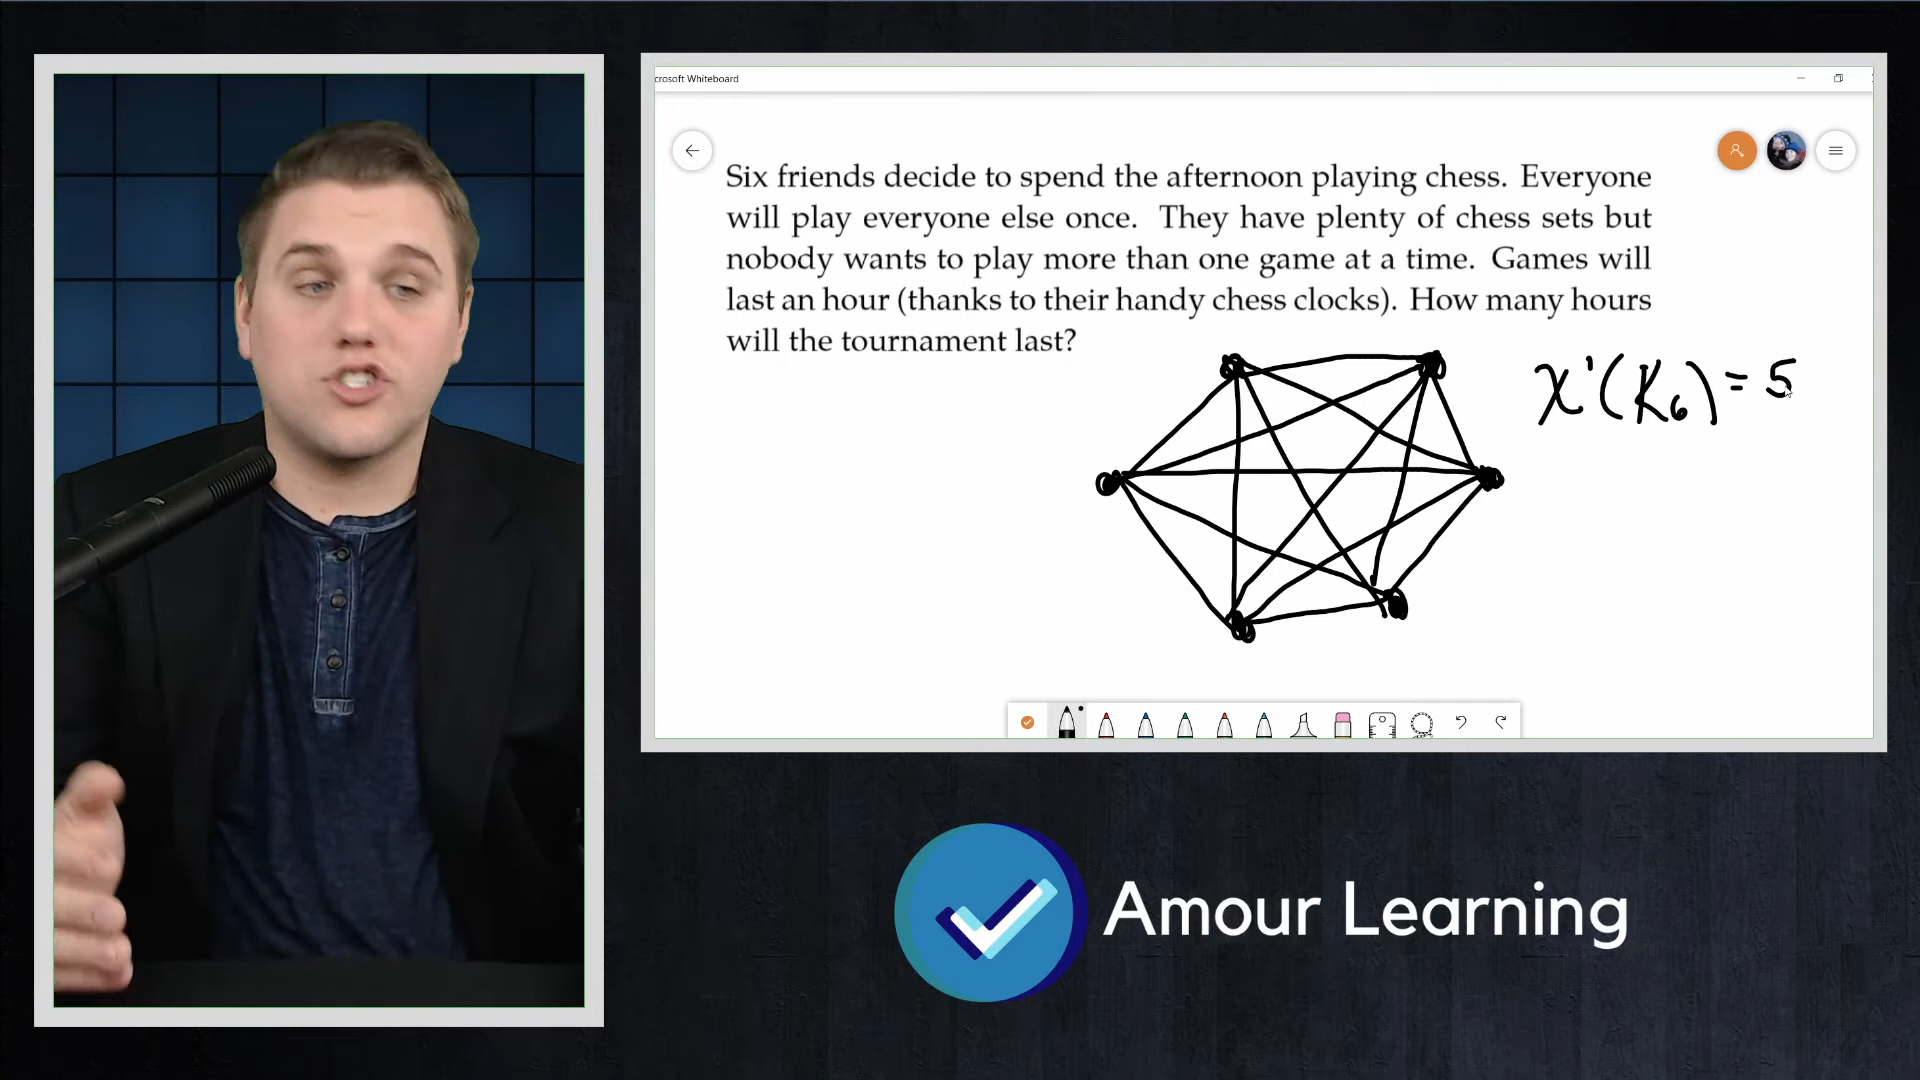 crosoft Whiteboard
Six friends decide to spend the afternoon playing chess. Everyone
will play everyone else once. They have plenty of chess sets but
nobody wants to play more than one game at a time. Games will
last an hour (thanks to their handy chess clocks). How many hours
will the tournament last?
χ'(K₆) = 5
Amour Learning